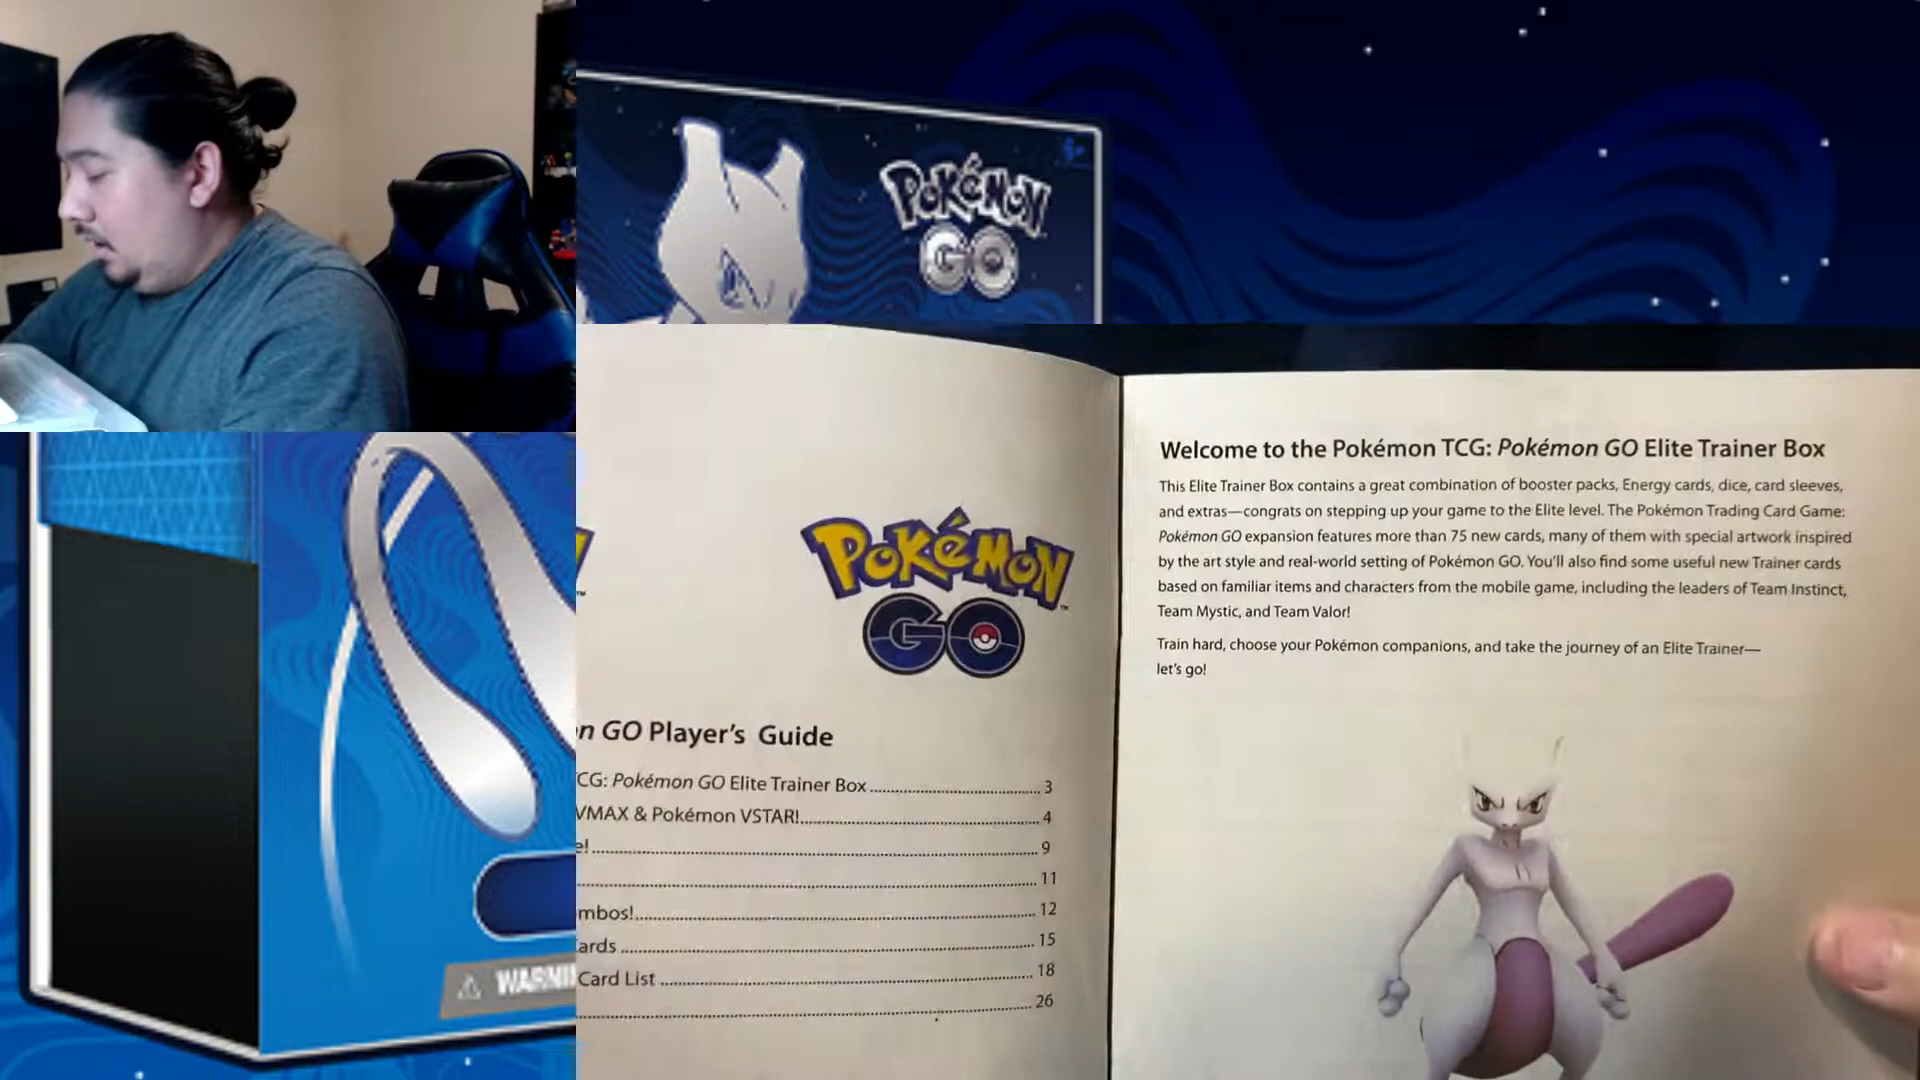 POKéMON
GO
POKéMON
GO
GO Player's Guide
Pokémon GO Elite Trainer Box 3
VMAX & Pokémon VSTAR! 4
9
11
12
15
Card List 18
26
Welcome to the Pokémon TCG: Pokémon GO Elite Trainer Box
This Elite Trainer Box contains a great combination of booster packs, Energy cards, dice, card sleeves,
and extras—congrats on stepping up your game to the Elite level. The Pokémon Trading Card Game:
Pokémon GO expansion features more than 75 new cards, many of them with special artwork inspired
by the art style and real-world setting of Pokémon GO. You'll also find some useful new Trainer cards
based on familiar items and characters from the mobile game, including the leaders of Team Instinct,
Team Mystic, and Team Valor!
Train hard, choose your Pokémon companions, and take the journey of an Elite Trainer—
let's go!